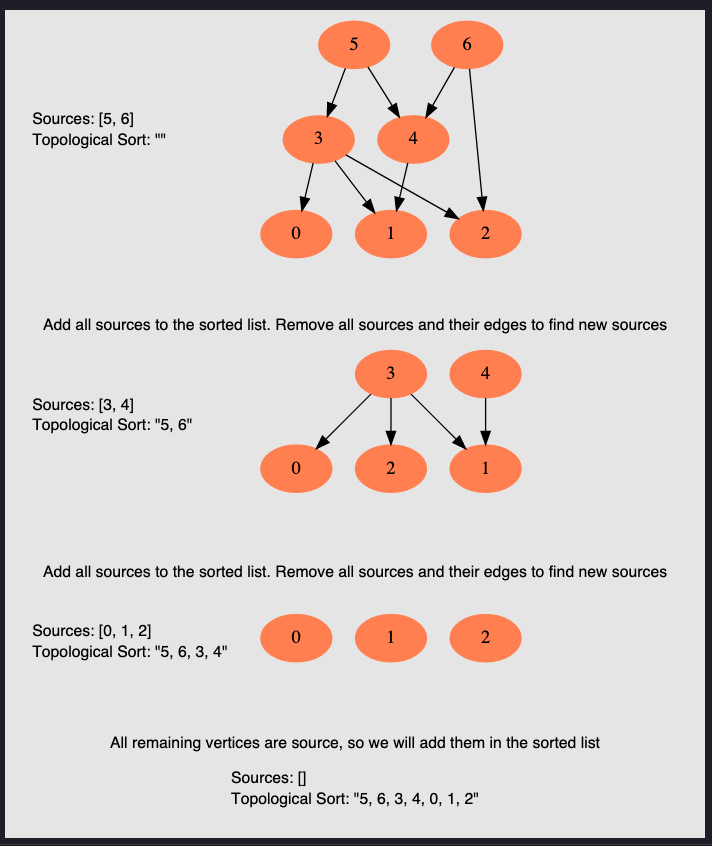 5 6
Sources: [5, 6]
Topological Sort: ""
3 4
0 1 2
Add all sources to the sorted list. Remove all sources and their edges to find new sources
3 4
Sources: [3, 4]
Topological Sort: "5, 6"
0 2 1
Add all sources to the sorted list. Remove all sources and their edges to find new sources
Sources: [0, 1, 2]
Topological Sort: "5, 6, 3, 4"
0 1 2
All remaining vertices are source, so we will add them in the sorted list
Sources: []
Topological Sort: "5, 6, 3, 4, 0, 1, 2"